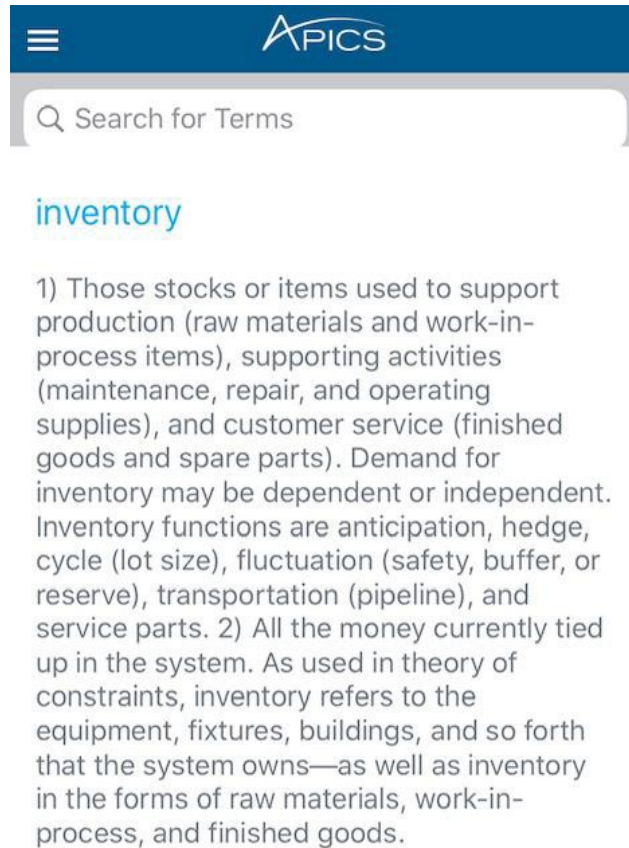 APICS
Search for Terms
inventory
1) Those stocks or items used to support
production (raw materials and work-in-
process items), supporting activities
(maintenance, repair, and operating
supplies), and customer service (finished
goods and spare parts). Demand for
inventory may be dependent or independent.
Inventory functions are anticipation, hedge,
cycle (lot size), fluctuation (safety, buffer, or
reserve), transportation (pipeline), and
service parts. 2) All the money currently tied
up in the system. As used in theory of
constraints, inventory refers to the
equipment, fixtures, buildings, and so forth
that the system owns—as well as inventory
in the forms of raw materials, work-in-
process, and finished goods.